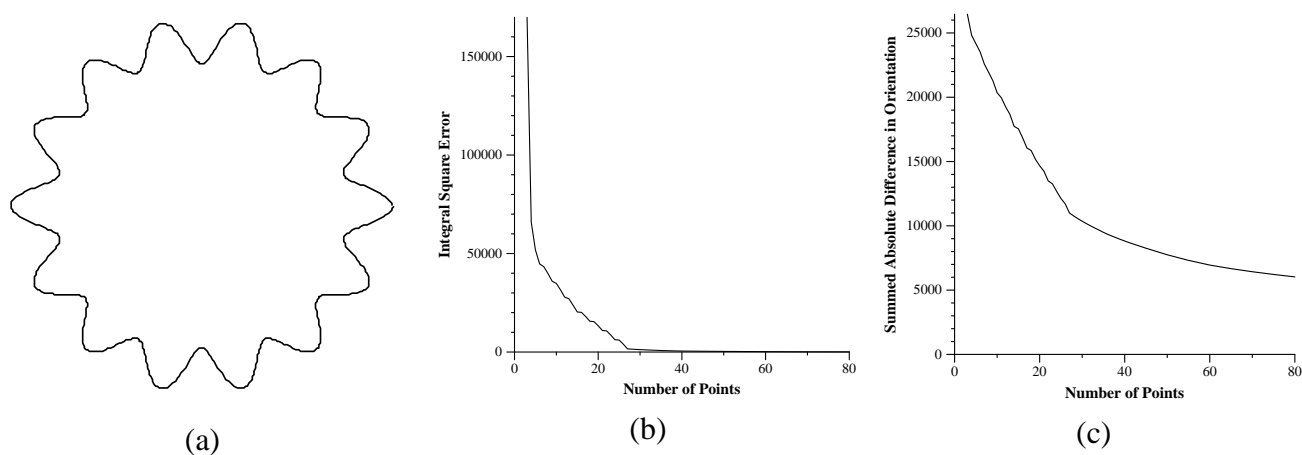 150000
100000
50000
0
Integral Square Error
0 20 40 60 80
Number of Points
25000
20000
15000
10000
5000
0
Summed Absolute Difference in Orientation
0 20 40 60 80
Number of Points
(a)
(b)
(c)